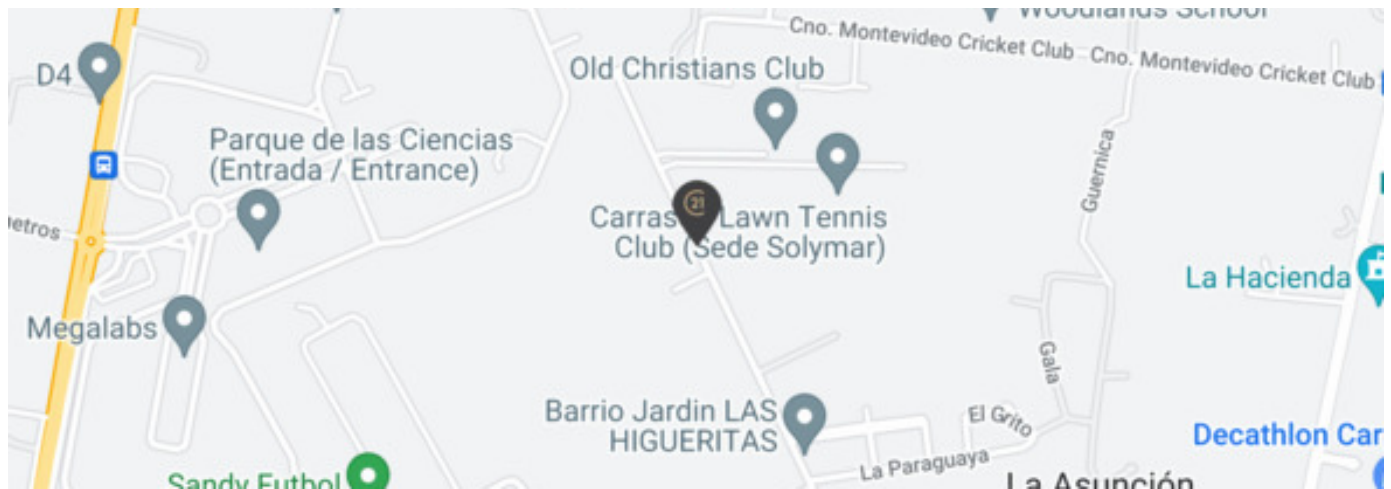 Woodlands School
Cno. Montevideo Cricket Club
Cno. Montevideo Cricket Club
D4
Old Christians Club
Parque de las Ciencias
(Entrada / Entrance)
Guernica
21
Lawn Tennis
Club (Sede Solymar)
La Hacienda
Megalabs
Gala
Barrio Jardin LAS
HIGUERITAS
El Grito
Decathlon Car
La Paraguaya
Sandy Futbol
La Asunción